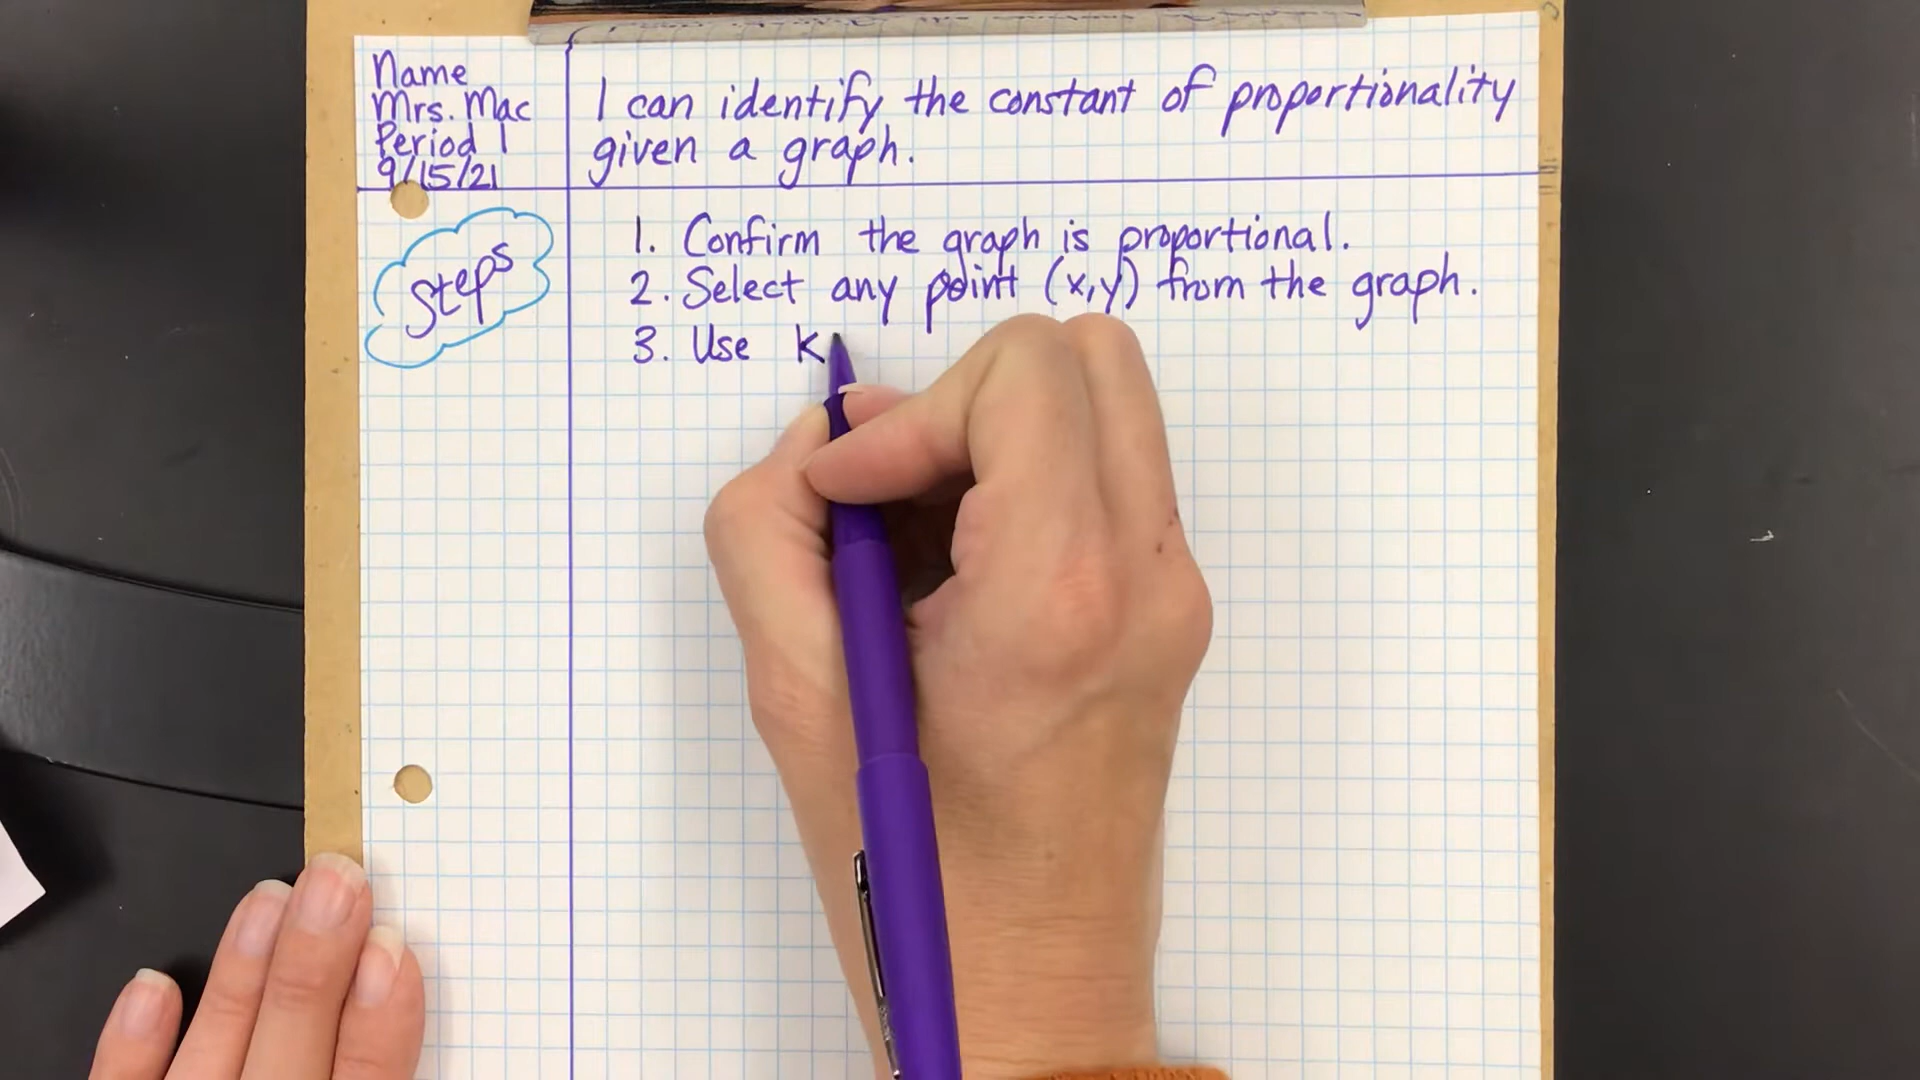 Name
Mrs. Mac
Period 1
9/15/21
I can identify the constant of proportionality
given a graph.
Steps
1. Confirm the graph is proportional.
2. Select any point (x,y) from the graph.
3. Use k